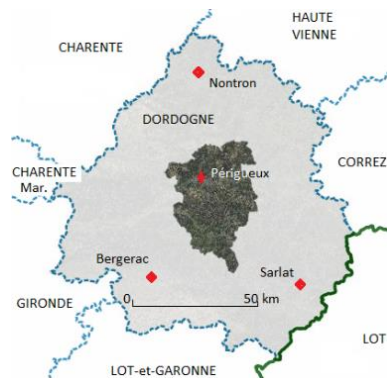 HAUTE
VIENNE
CHARENTE
Nontron
DORDOGNE
CORREZ
CHARENTE
Mar.
Périgueux
Bergerac
Sarlat
GIRONDE
0 50 km
LOT
LOT-et-GARONNE